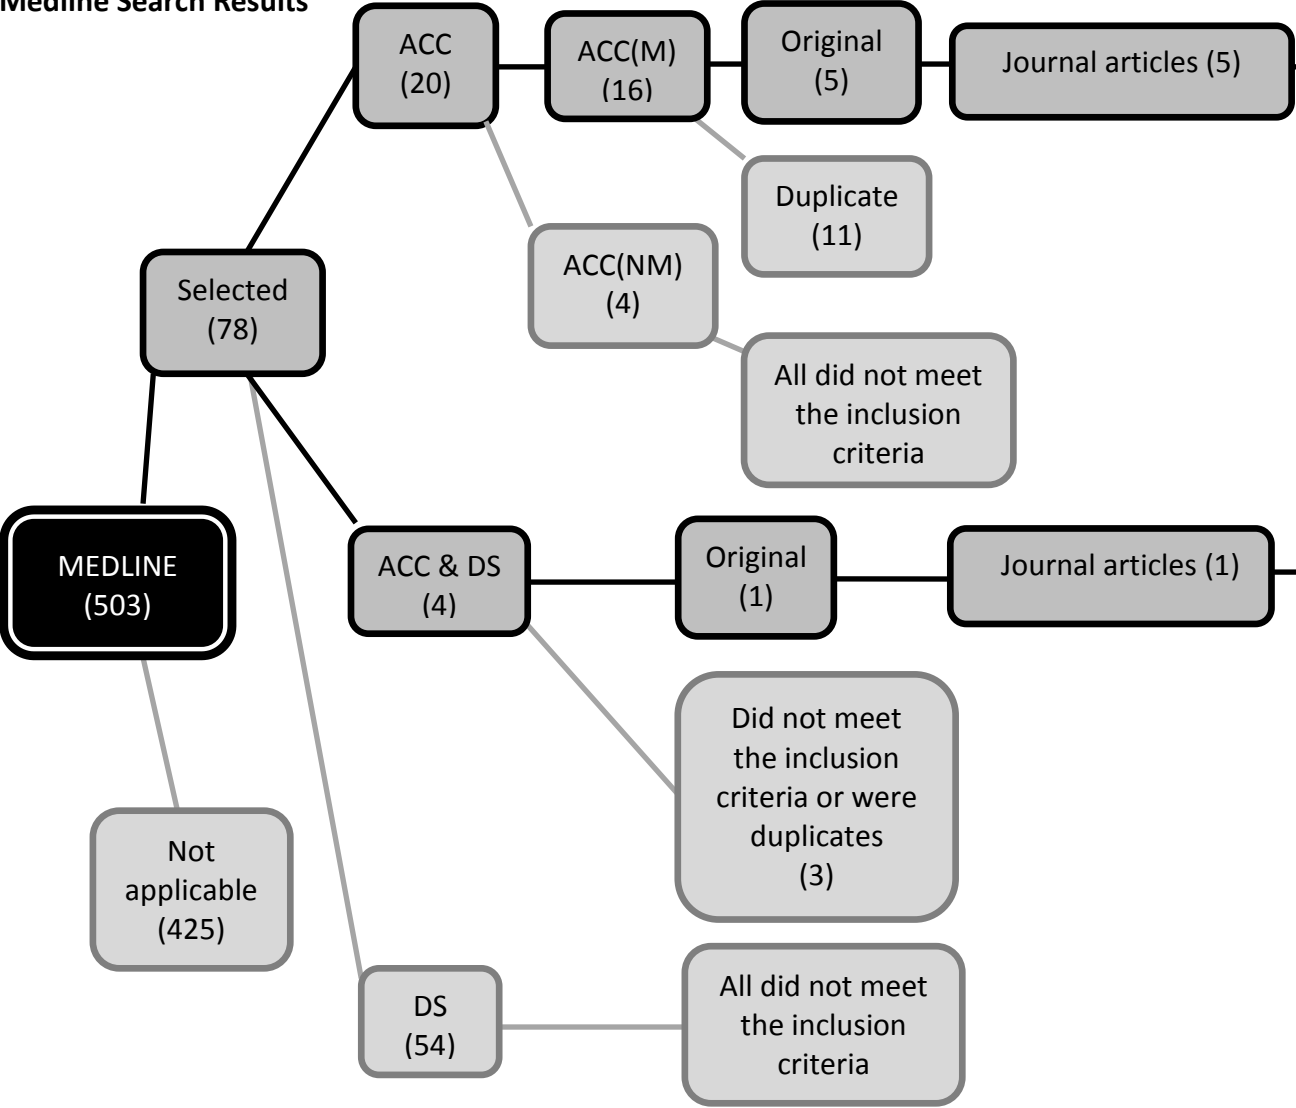 Medline Search Results
ACC
(20)
ACC(M)
(16)
Original
(5)
Journal articles (5)
Duplicate
(11)
ACC(NM)
(4)
Selected
(78)
All did not meet
the inclusion
criteria
MEDLINE
(503)
ACC & DS
(4)
Original
(1)
Journal articles (1)
Did not meet
the inclusion
criteria or were
duplicates
(3)
Not
applicable
(425)
DS
(54)
All did not meet
the inclusion
criteria